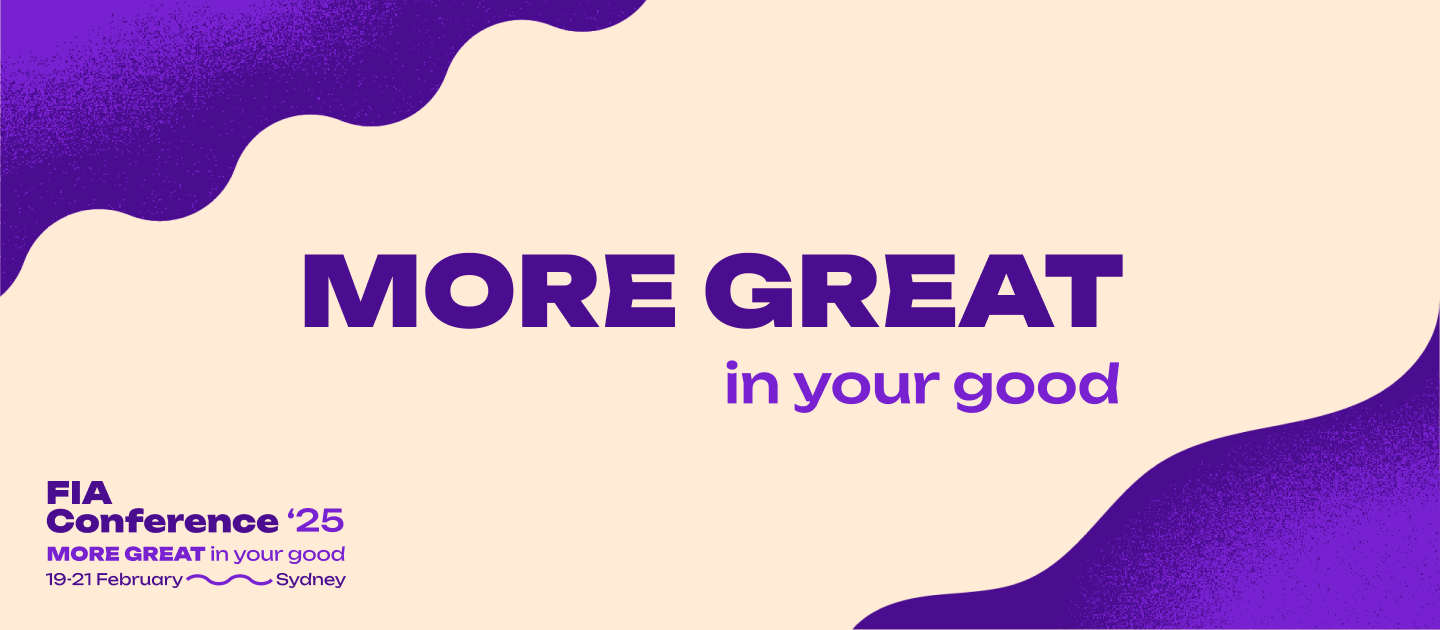 MORE GREAT
in your good
FIA
Conference ‘25
MORE GREAT in your good
19-21 February Sydney